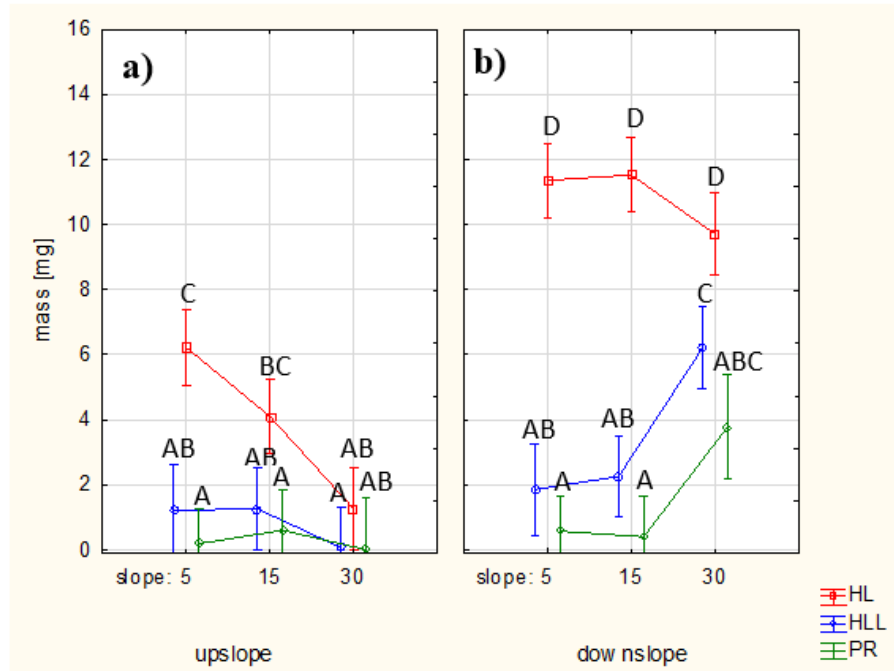 16
14
12
10
8
6
4
2
0
mass [mg]
a)
C
BC
AB
AB
AB
A
A
A
AB
slope: 5
15
30
upslope
b)
D
D
D
C
ABC
AB
AB
A
A
slope: 5
15
30
dow nslope
HL
HLL
PR